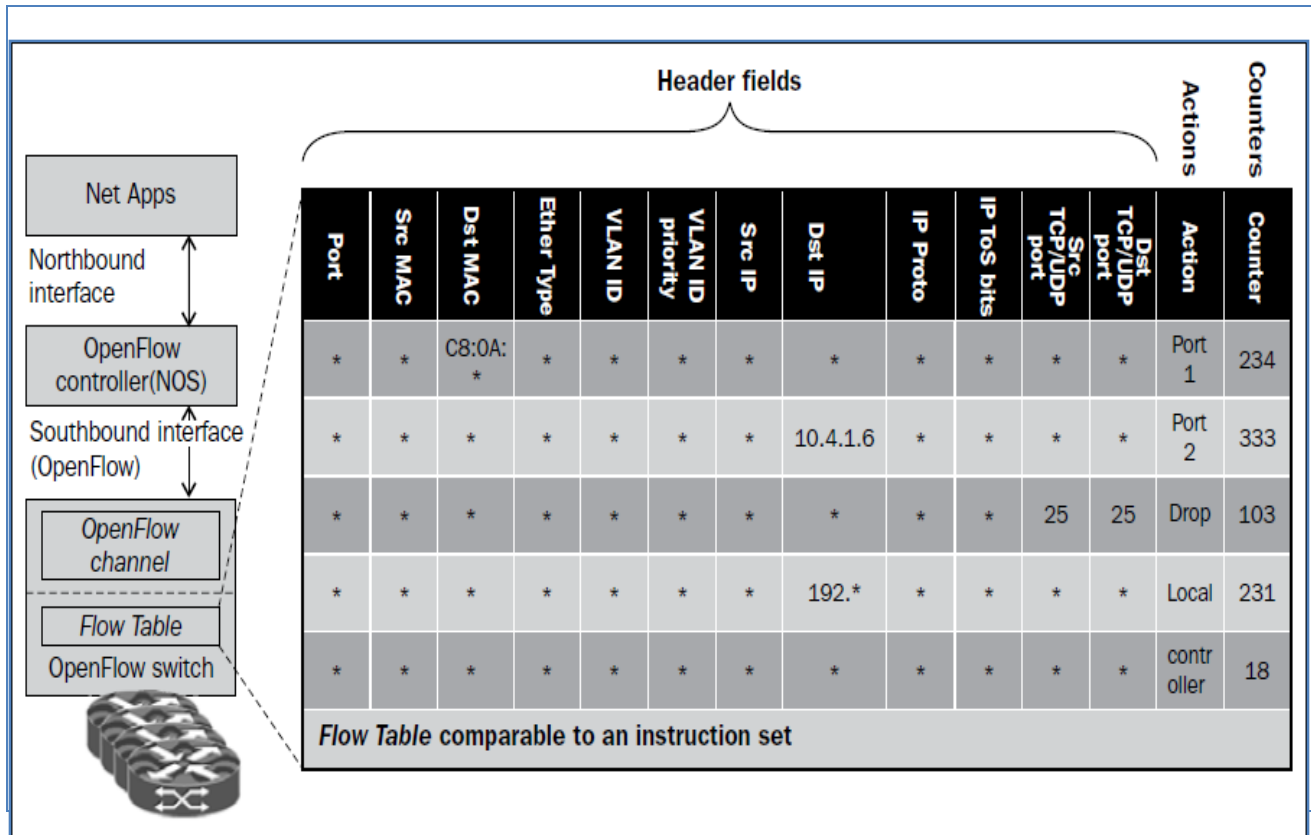 Header fields
Actions
Counters
Net Apps
Northbound
interface
OpenFlow
controller(NOS)
Southbound interface
(OpenFlow)
OpenFlow
channel
Flow Table
OpenFlow switch
Port
Src MAC
Dst MAC
Ether Type
VLAN ID
VLAN ID
priority
Src IP
Dst IP
IP Proto
IP ToS bits
Src
TCP/UDP
port
Dst
TCP/UDP
port
Action
Counter
* * C8:0A: * * * * * * * * * * Port 1 234
* * * * * * * 10.4.1.6 * * * * Port 2 333
* * * * * * * * * * 25 25 Drop 103
* * * * * * * 192.* * * * * Local 231
* * * * * * * * * * * * contr oller 18
Flow Table comparable to an instruction set